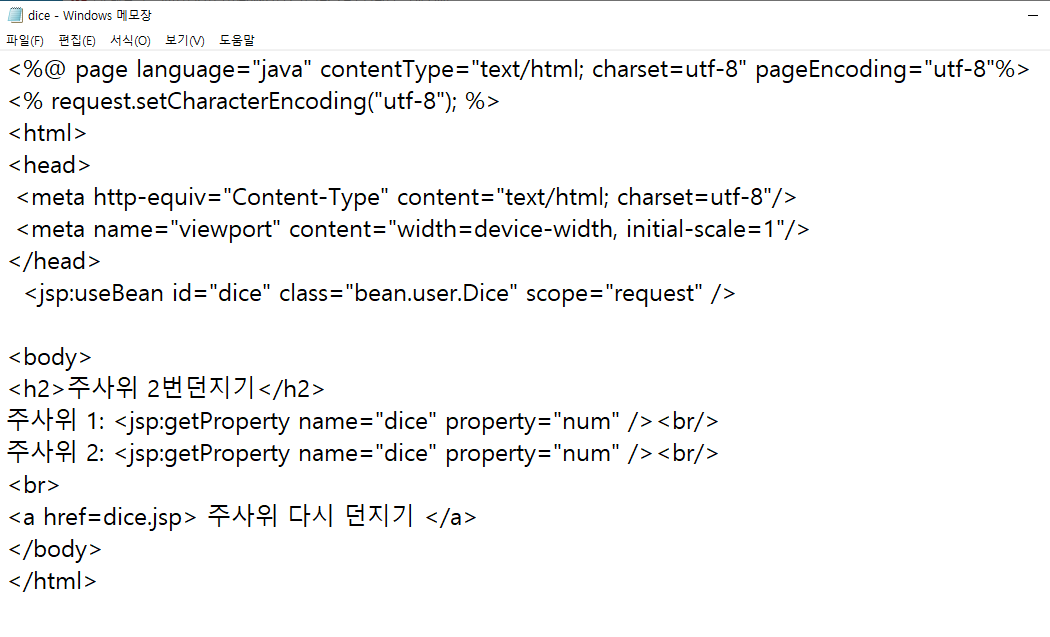 dice - Windows 메모장
파일(F) 편집(E) 서식(O) 보기(V) 도움말
<%@ page language="java" contentType="text/html; charset=utf-8" pageEncoding="utf-8"%>
<% request.setCharacterEncoding("utf-8"); %>
<html>
<head>
 <meta http-equiv="Content-Type" content="text/html; charset=utf-8"/>
 <meta name="viewport" content="width=device-width, initial-scale=1"/>
</head>
  <jsp:useBean id="dice" class="bean.user.Dice" scope="request" />

<body>
<h2>주사위 2번던지기</h2>
주사위 1: <jsp:getProperty name="dice" property="num" /><br/>
주사위 2: <jsp:getProperty name="dice" property="num" /><br/>
<br>
<a href=dice.jsp> 주사위 다시 던지기 </a>
</body>
</html>